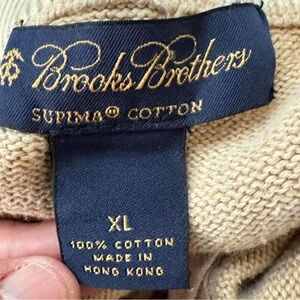 Brooks Brothers
SUPIMA® COTTON
XL
100% COTTON
MADE IN
HONG KONG